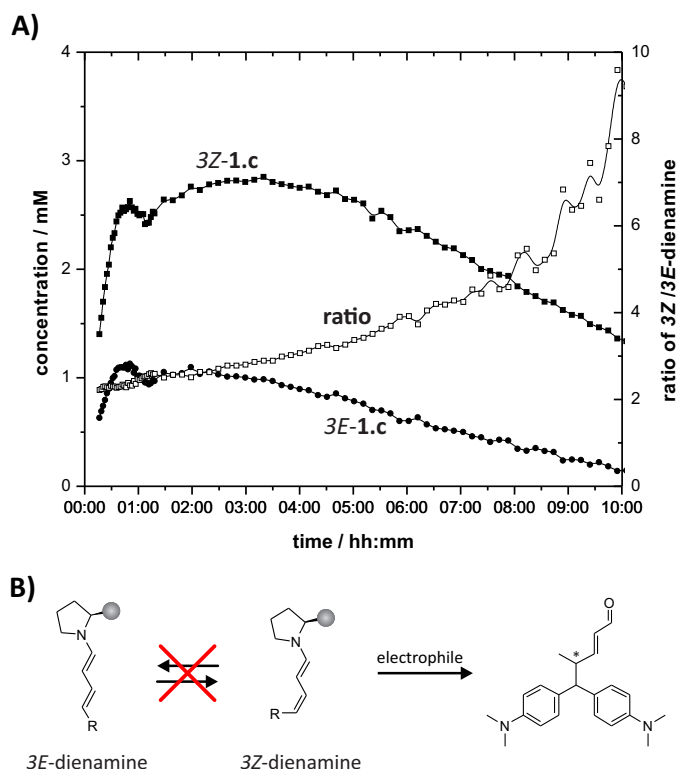 A)
4
3
2
1
0
concentration / mM
3Z-1.c
ratio
3E-1.c
10
8
6
4
2
0
ratio of 3Z /3E-dienamine
00:00 01:00 02:00 03:00 04:00 05:00 06:00 07:00 08:00 09:00 10:00
time / hh:mm
B)
N
R
3E-dienamine
N
R
3Z-dienamine
electrophile
O
*
N
N